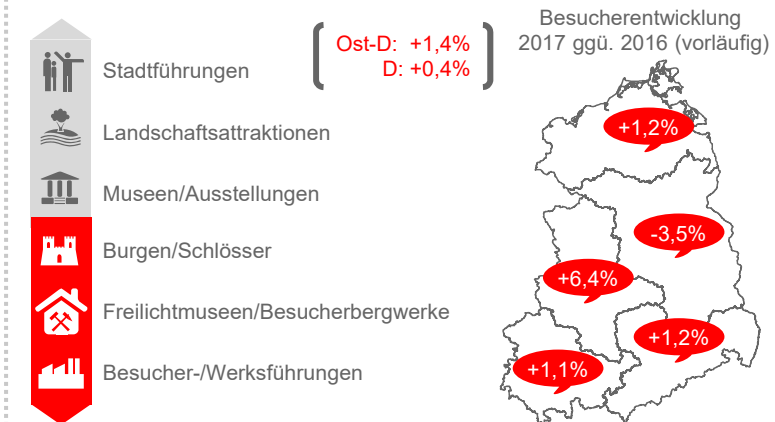 Ost-D: +1,4%
D: +0,4%
Besucherentwicklung
2017 ggü. 2016 (vorläufig)
Stadtführungen
Landschaftsattraktionen
Museen/Ausstellungen
Burgen/Schlösser
Freilichtmuseen/Besucherbergwerke
Besucher-/Werksführungen
+1,2%
-3,5%
+6,4%
+1,2%
+1,1%